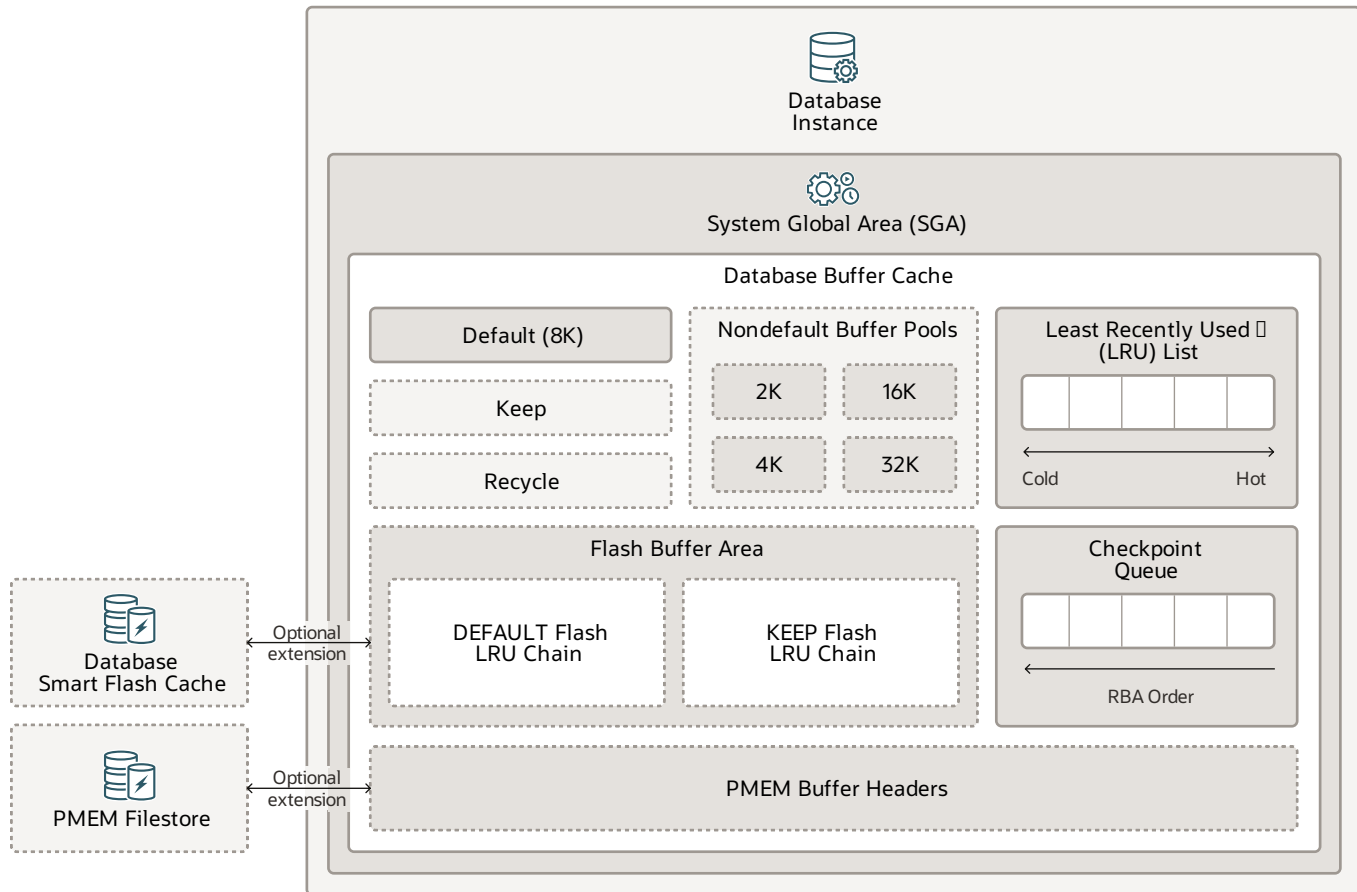 Database
Instance
System Global Area (SGA)
Database Buffer Cache
Default (8K)
Keep
Recycle
Nondefault Buffer Pools
2K
16K
4K
32K
Least Recently Used
(LRU) List
Cold
Hot
Flash Buffer Area
DEFAULT Flash
LRU Chain
KEEP Flash
LRU Chain
Checkpoint
Queue
RBA Order
Database
Smart Flash Cache
Optional
extension
PMEM Filestore
Optional
extension
PMEM Buffer Headers